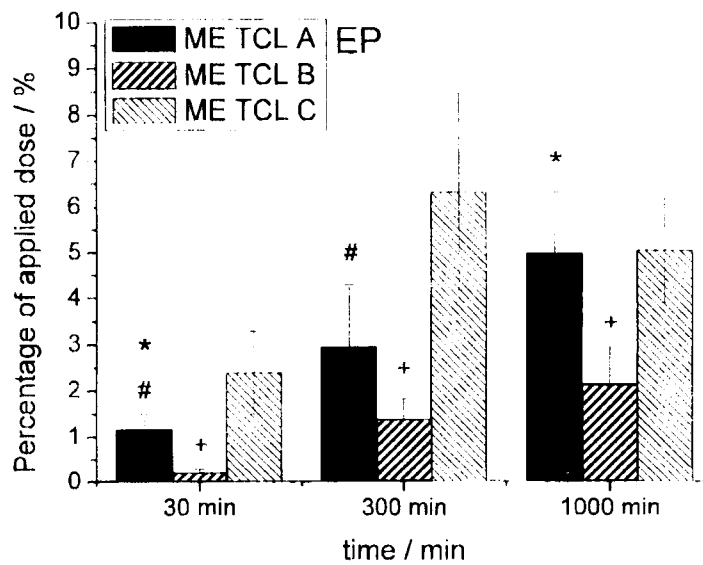 10
9
8
7
6
5
4
3
2
1
0
Percentage of applied dose / %
ME TCL A
ME TCL B
ME TCL C
EP
*
#
+
#
+
*
+
30 min
300 min
1000 min
time / min